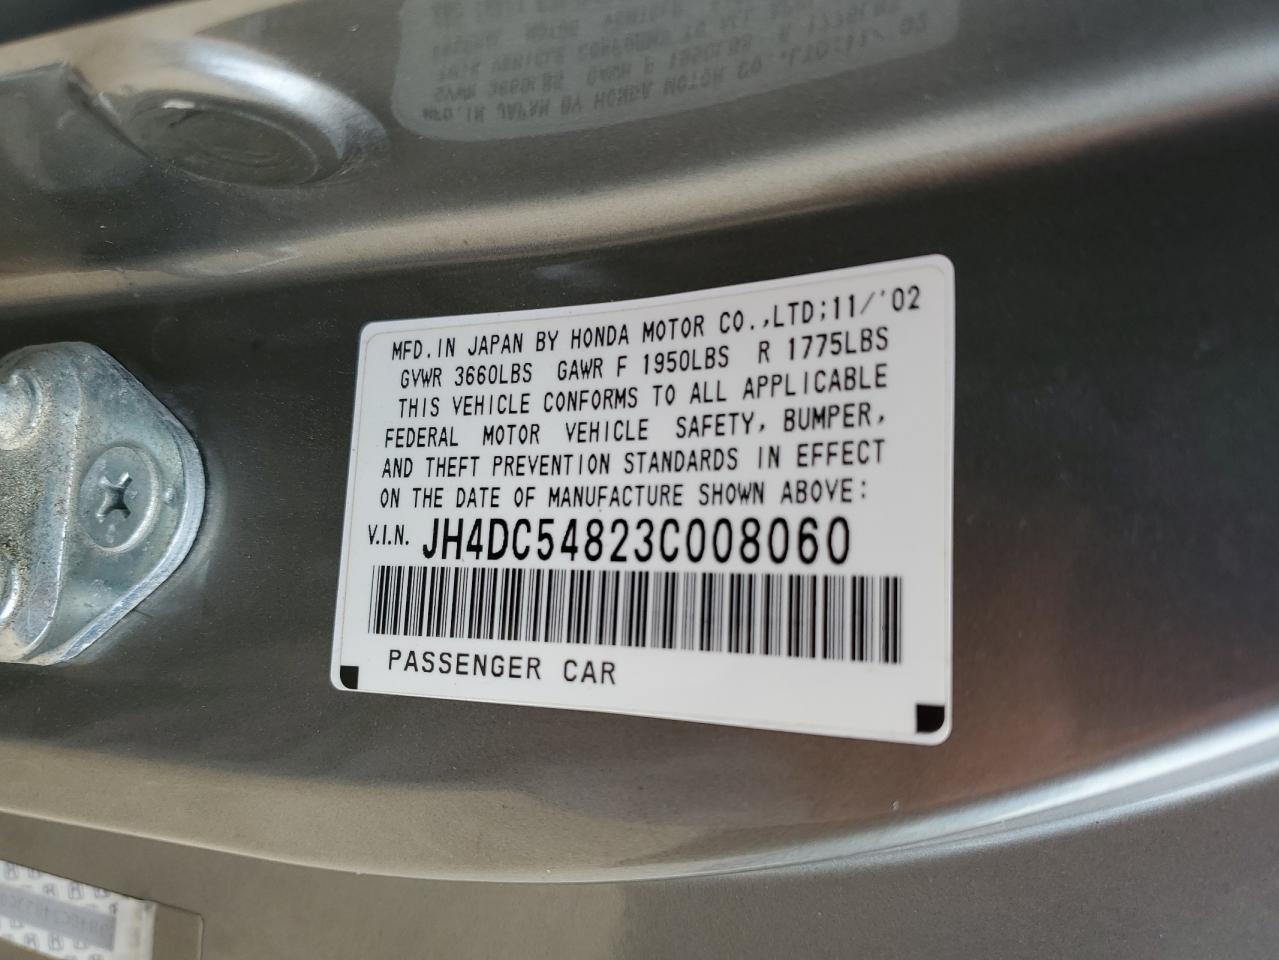 MFD. IN JAPAN BY HONDA MOTOR CO.,LTD;11/'02
GVWR 3660LBS GAWR F 1950LBS R 1775LBS
THIS VEHICLE CONFORMS TO ALL APPLICABLE
FEDERAL MOTOR VEHICLE SAFETY, BUMPER,
AND THEFT PREVENTION STANDARDS IN EFFECT
ON THE DATE OF MANUFACTURE SHOWN ABOVE:
V.I.N. JH4DC54823C008060
PASSENGER CAR